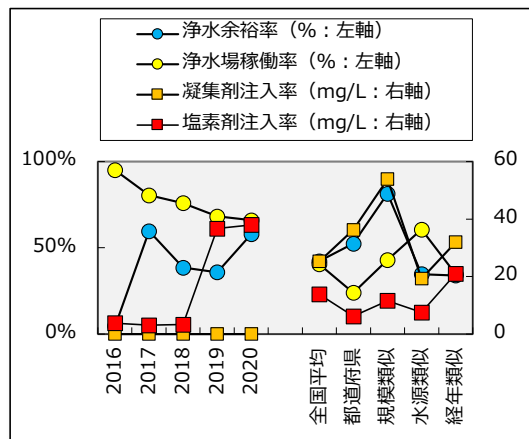 浄水余裕率(%:左軸)
浄水場稼働率(%:左軸)
凝集剤注入率(mg/L:右軸)
塩素剤注入率(mg/L:右軸)
100%
50%
0%
60
40
20
0
2016
2017
2018
2019
2020
全国平均
都道府県
規模類似
水源類似
経年類似